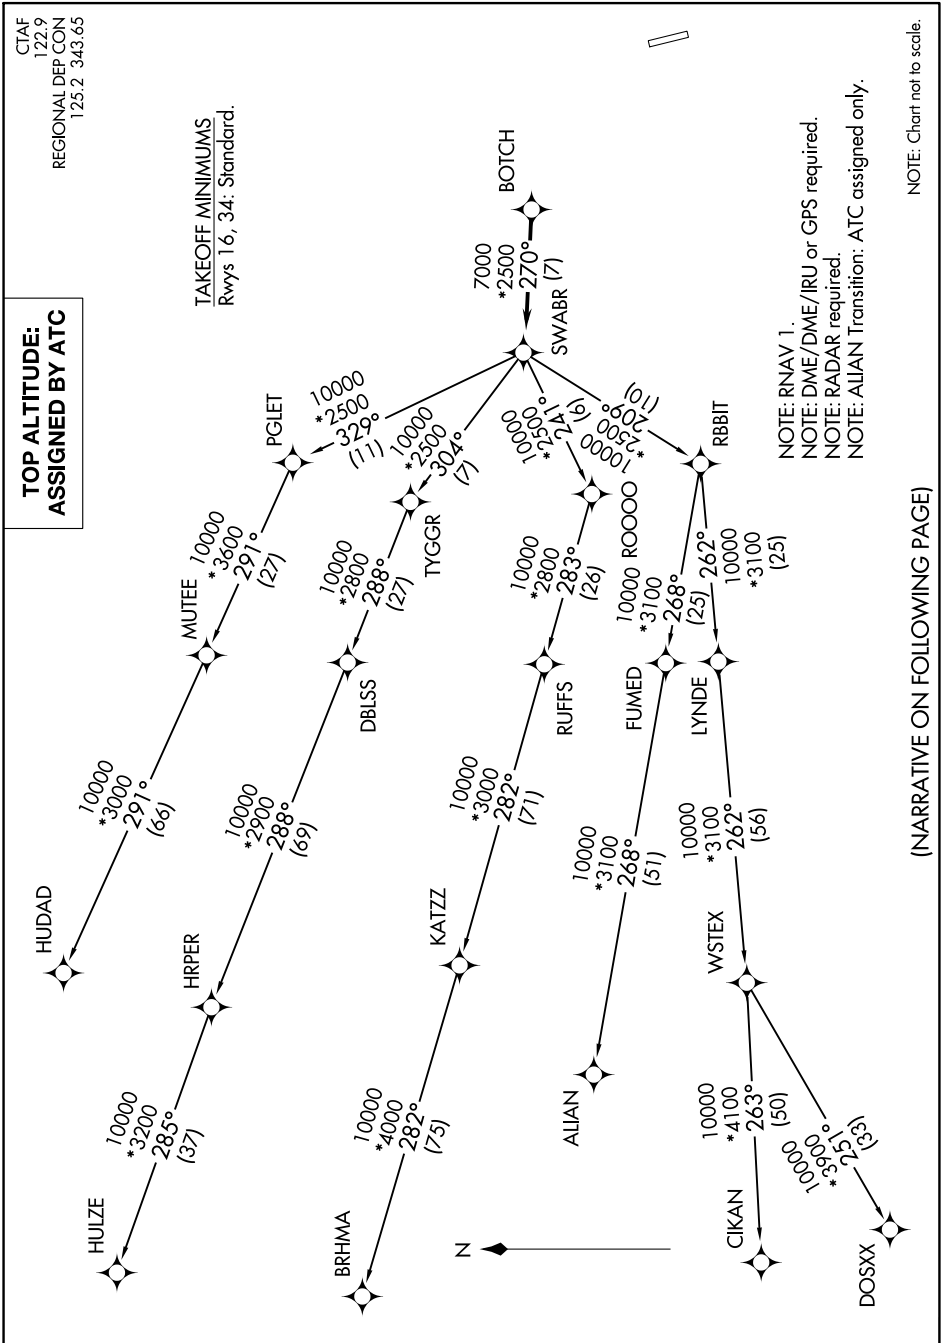 CTAF
122.9
REGIONAL DEP CON
125.2 343.65
TOP ALTITUDE:
ASSIGNED BY ATC
TAKEOFF MINIMUMS
Rwys 16, 34: Standard.
BOTCH
7000
*2500
270°
(7)
SWABR
10000
*2500
329°
(11)
PGLET
10000
*3600
291°
(27)
MUTEE
10000
*3000
291°
(66)
HUDAD
10000
*2500
304°
(7)
TYGGR
10000
*2800
288°
(27)
DBLSS
10000
*2900
288°
(69)
HRPER
10000
*3200
285°
(37)
HULZE
10000
*2500
241°
(6)
ROOOO
10000
*2800
283°
(26)
RUFFS
10000
*3000
282°
(71)
KATZZ
10000
*4000
282°
(75)
BRHMA
10000
*2500
209°
(10)
RBBIT
10000
*3100
268°
(25)
FUMED
10000
*3100
268°
(51)
ALIAN
262°
10000
*3100
(25)
LYNDE
10000
*3100
262°
(56)
WSTEX
10000
*4100
263°
(50)
CIKAN
10000
*3900
251°
(33)
DOSXX
N
NOTE: RNAV 1.
NOTE: DME/DME/IRU or GPS required.
NOTE: RADAR required.
NOTE: ALIAN Transition: ATC assigned only.
NOTE: Chart not to scale.
(NARRATIVE ON FOLLOWING PAGE)